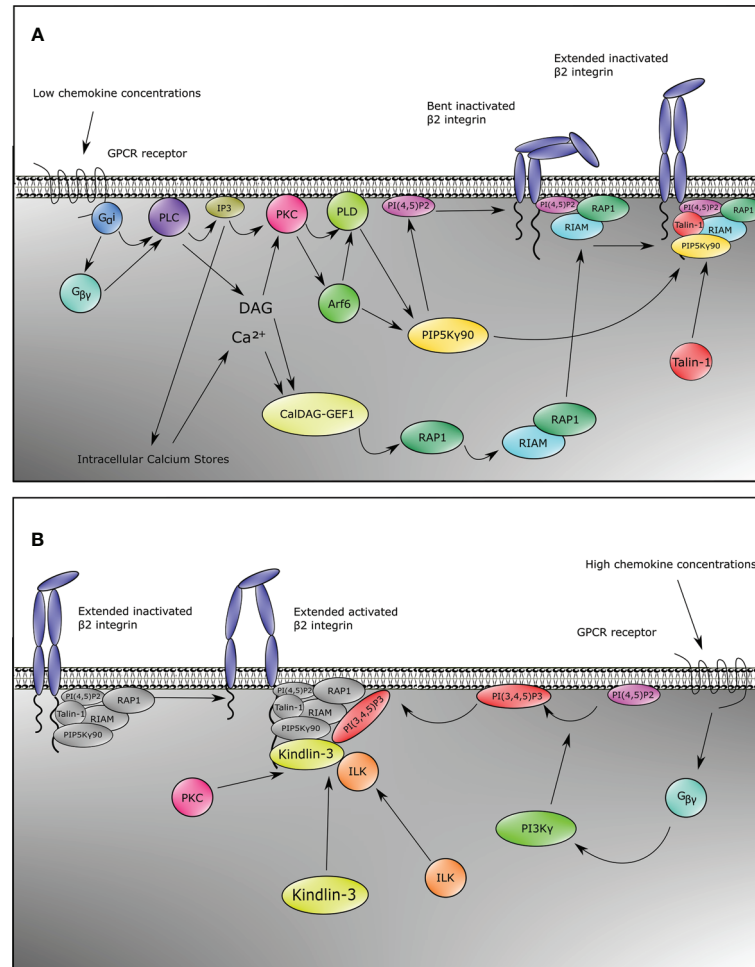 A
Low chemokine concentrations
GPCR receptor
Bent inactivated
β2 integrin
Extended inactivated
β2 integrin
Gαi
PLC
IP3
PKC
PLD
PI(4,5)P2
PI(4,5)P2
RAP1
RIAM
PI(4,5)P2
RAP1
Talin-1
RIAM
PIP5Kγ90
Gβγ
DAG
Ca²⁺
Arf6
PIP5Kγ90
Talin-1
CalDAG-GEF1
RAP1
RAP1
RIAM
Intracellular Calcium Stores
B
High chemokine concentrations
Extended inactivated
β2 integrin
Extended activated
β2 integrin
GPCR receptor
PI(4,5)P2
RAP1
Talin-1
RIAM
PIP5Kγ90
PI(4,5)P2
RAP1
Talin-1
RIAM
PIP5Kγ90
PI(3,4,5)P3
Kindlin-3
ILK
PI(3,4,5)P3
PI(4,5)P2
PKC
Gβγ
PI3Kγ
Kindlin-3
ILK